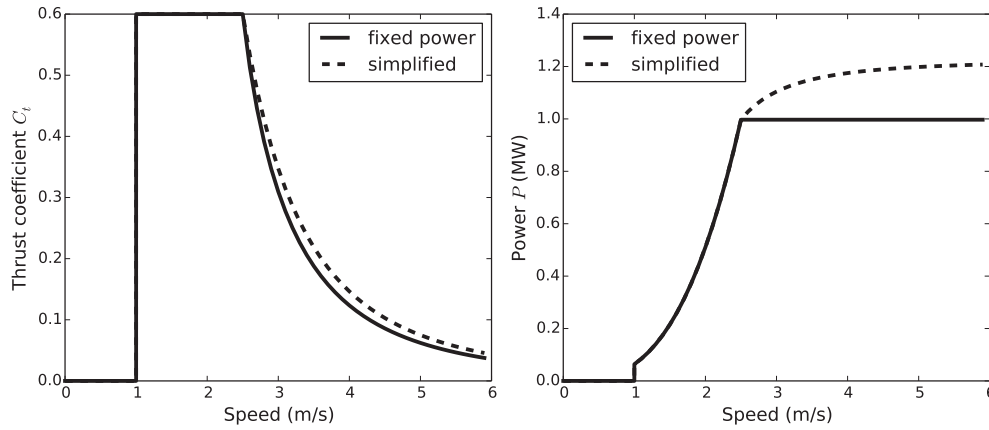 0.6
0.5
0.4
0.3
0.2
0.1
0.0
Thrust coefficient C_t
0 1 2 3 4 5 6
Speed (m/s)
fixed power
simplified
1.4
1.2
1.0
0.8
0.6
0.4
0.2
0.0
Power P (MW)
0 1 2 3 4 5 6
Speed (m/s)
fixed power
simplified